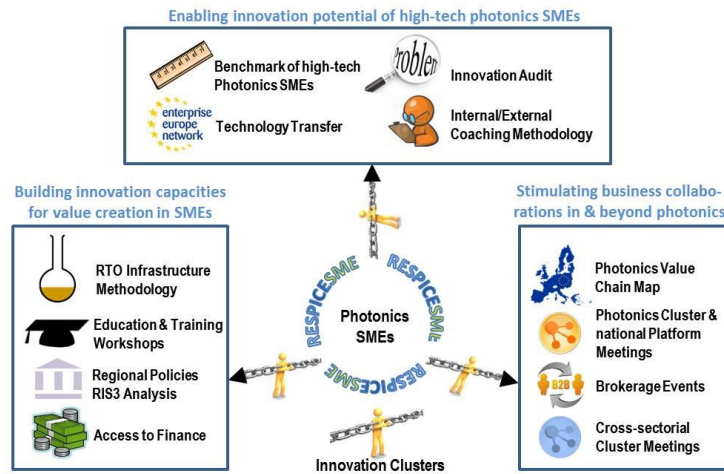 Enabling innovation potential of high-tech photonics SMEs
Benchmark of high-tech
Photonics SMEs
Problem
Innovation Audit
enterprise
europe
network
Technology Transfer
Internal/External
Coaching Methodology
Building innovation capacities
for value creation in SMEs
RTO Infrastructure
Methodology
Education & Training
Workshops
Regional Policies
RIS3 Analysis
Access to Finance
RESPICESME
RESPICESME
RESPICESME
Photonics
SMEs
Innovation Clusters
Stimulating business collabo-
rations in & beyond photonics
Photonics Value
Chain Map
Photonics Cluster &
national Platform
Meetings
B2B
Brokerage Events
Cross-sectorial
Cluster Meetings